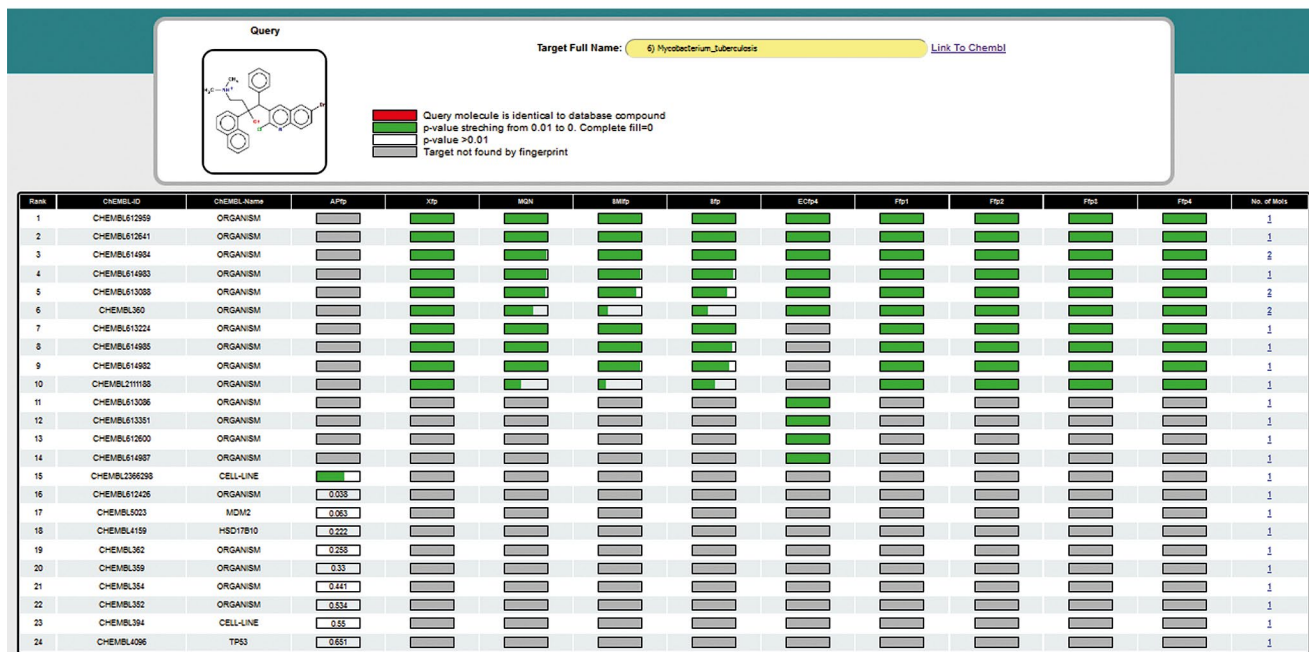 Query
Target Full Name: 6) Mycobacterium_tuberculosis Link To Chembl
Query molecule is identical to database compound
p-value streching from 0.01 to 0. Complete fill=0
p-value >0.01
Target not found by fingerprint
Rank ChEMBL-ID ChEMBL-Name APfp Xfp MQN SMIfp Sfp ECfp4 Ffp1 Ffp2 Ffp3 Ffp4 No. of Mols
1 CHEMBL612959 ORGANISM 1
2 CHEMBL612641 ORGANISM 1
3 CHEMBL614984 ORGANISM 2
4 CHEMBL614983 ORGANISM 1
5 CHEMBL613088 ORGANISM 2
6 CHEMBL360 ORGANISM 2
7 CHEMBL613224 ORGANISM 1
8 CHEMBL614985 ORGANISM 1
9 CHEMBL614982 ORGANISM 1
10 CHEMBL2111188 ORGANISM 1
11 CHEMBL613086 ORGANISM 1
12 CHEMBL613351 ORGANISM 1
13 CHEMBL612600 ORGANISM 1
14 CHEMBL614987 ORGANISM 1
15 CHEMBL2366298 CELL-LINE 1
16 CHEMBL612426 ORGANISM 0.038 1
17 CHEMBL5023 MDM2 0.063 1
18 CHEMBL4159 HSD17B10 0.222 1
19 CHEMBL362 ORGANISM 0.258 1
20 CHEMBL359 ORGANISM 0.33 1
21 CHEMBL354 ORGANISM 0.441 1
22 CHEMBL352 ORGANISM 0.534 1
23 CHEMBL394 CELL-LINE 0.55 1
24 CHEMBL4096 TP53 0.651 1